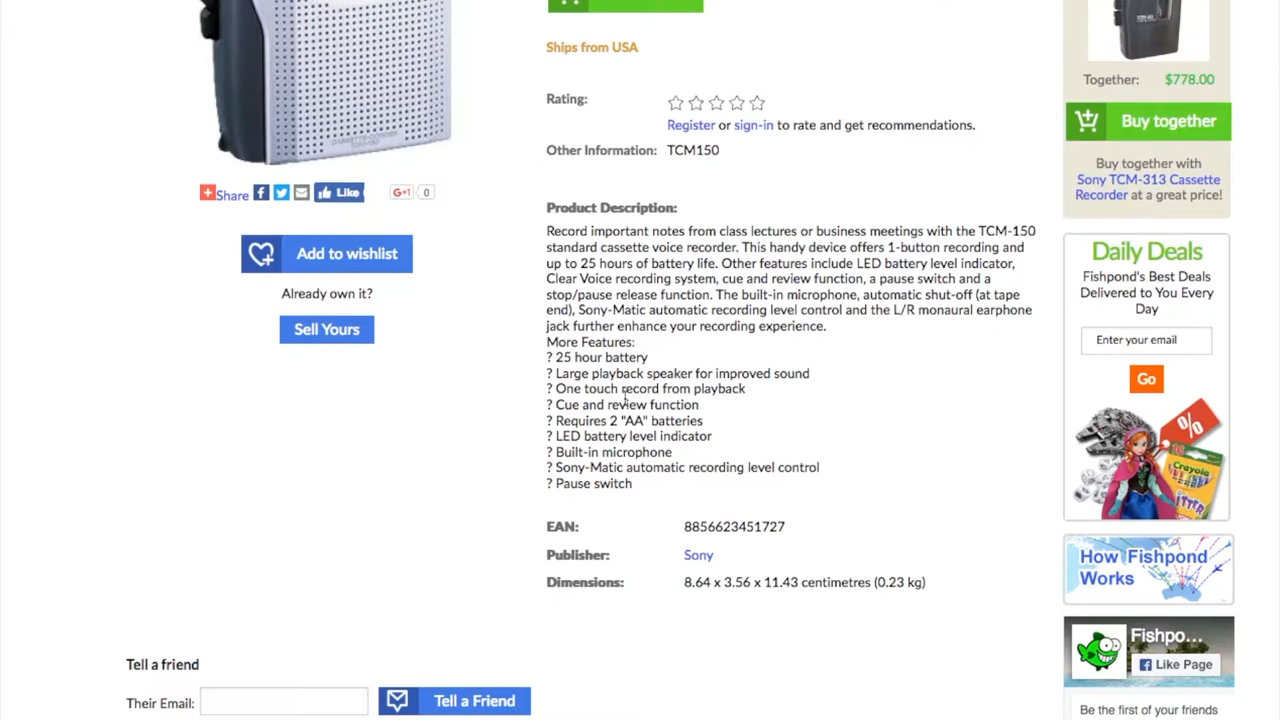 Ships from USA
Rating:
Register or sign-in to rate and get recommendations.
Other Information: TCM150
Share Like G+1 0
Add to wishlist
Already own it?
Sell Yours
Product Description:
Record important notes from class lectures or business meetings with the TCM-150
standard cassette voice recorder. This handy device offers 1-button recording and
up to 25 hours of battery life. Other features include LED battery level indicator,
Clear Voice recording system, cue and review function, a pause switch and a
stop/pause release function. The built-in microphone, automatic shut-off (at tape
end), Sony-Matic automatic recording level control and the L/R monaural earphone
jack further enhance your recording experience.
More Features:
? 25 hour battery
? Large playback speaker for improved sound
? One touch record from playback
? Cue and review function
? Requires 2 "AA" batteries
? LED battery level indicator
? Built-in microphone
? Sony-Matic automatic recording level control
? Pause switch
EAN: 8856623451727
Publisher: Sony
Dimensions: 8.64 x 3.56 x 11.43 centimetres (0.23 kg)
Tell a friend
Their Email: Tell a Friend
Together: $778.00
Buy together
Buy together with
Sony TCM-313 Cassette
Recorder at a great price!
Daily Deals
Fishpond's Best Deals
Delivered to You Every
Day
Enter your email
Go
%
Crayola
How Fishpond
Works
Fishpo...
Like Page
Be the first of your friends